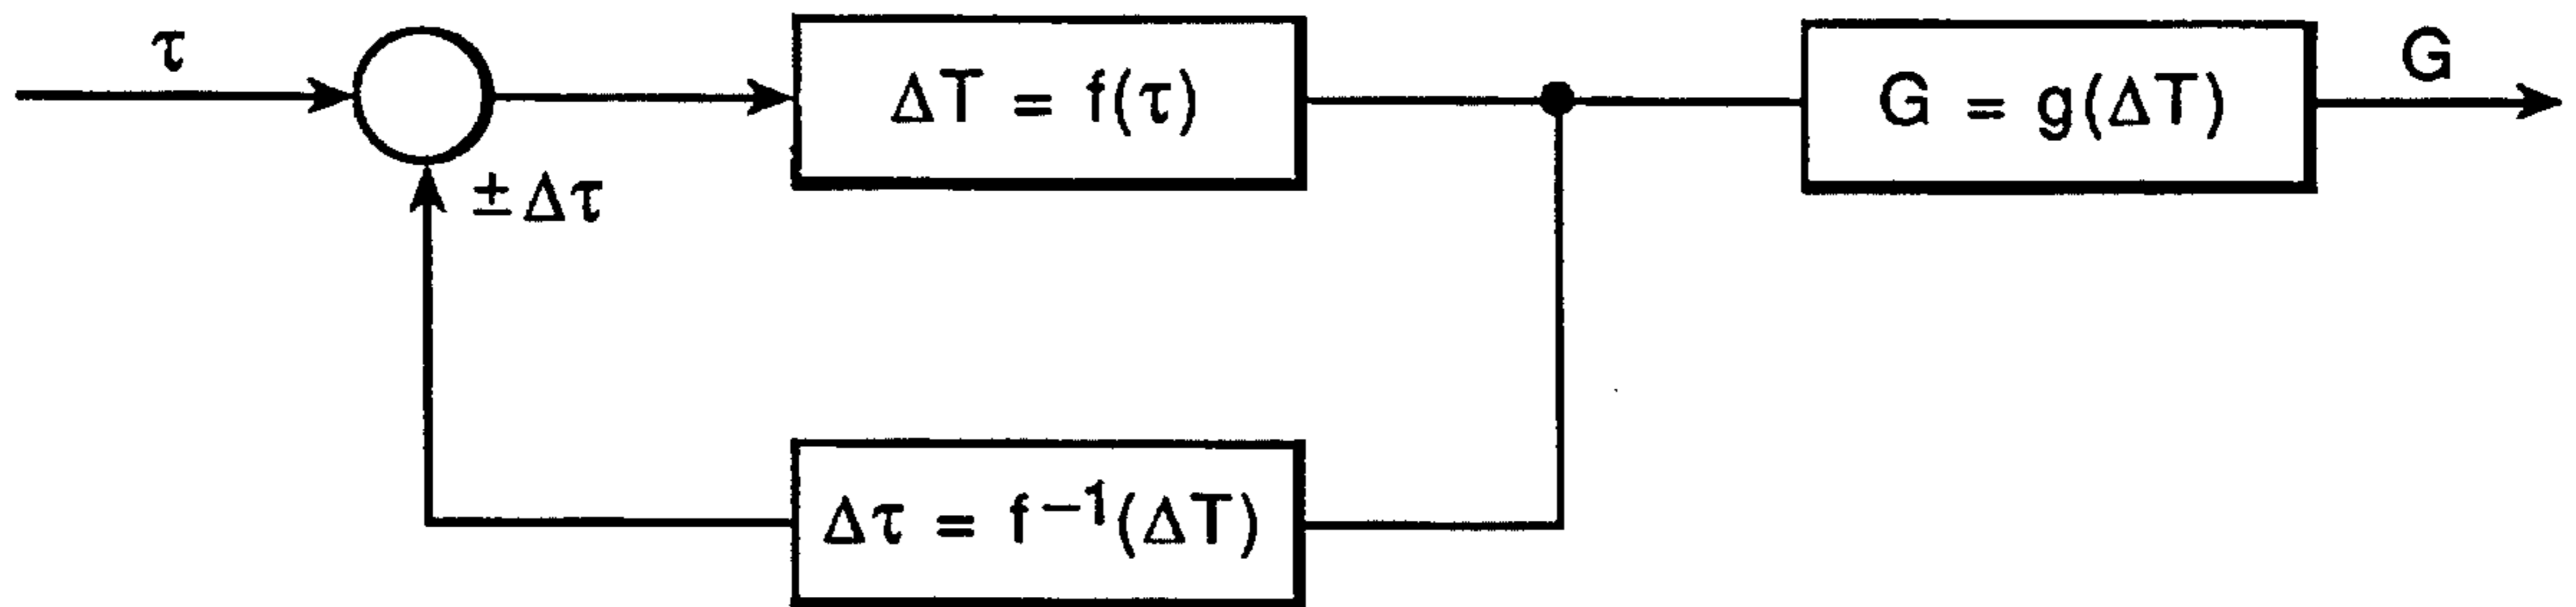 τ
ΔT = f(τ)
G = g(ΔT)
G
± Δτ
Δτ = f⁻¹(ΔT)